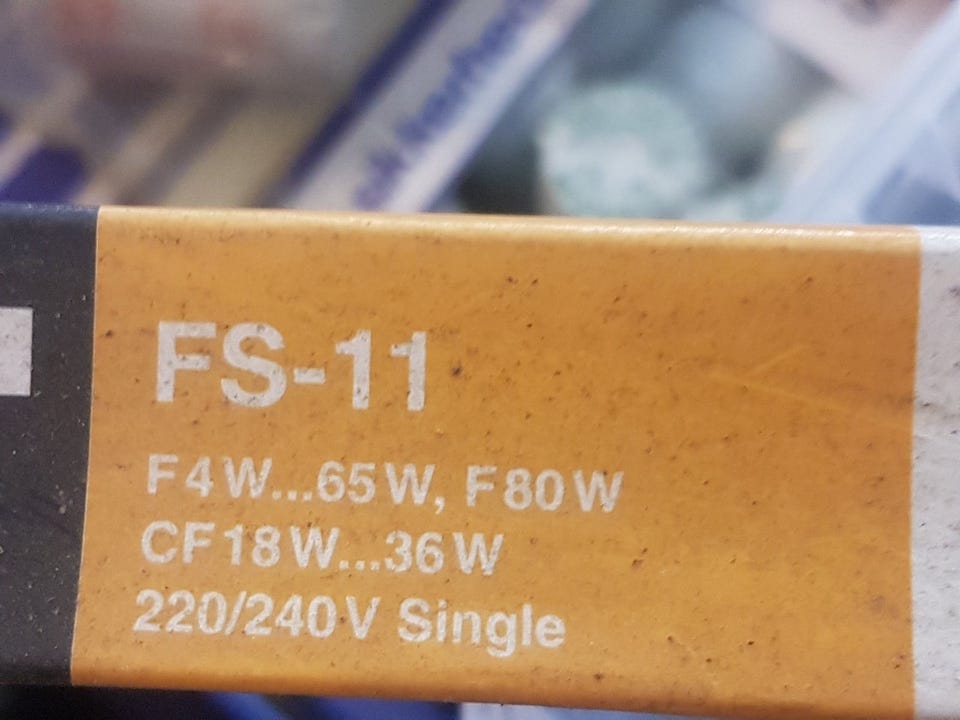 FS-11
F4W...65W, F80W
CF18W...36W
220/240V Single